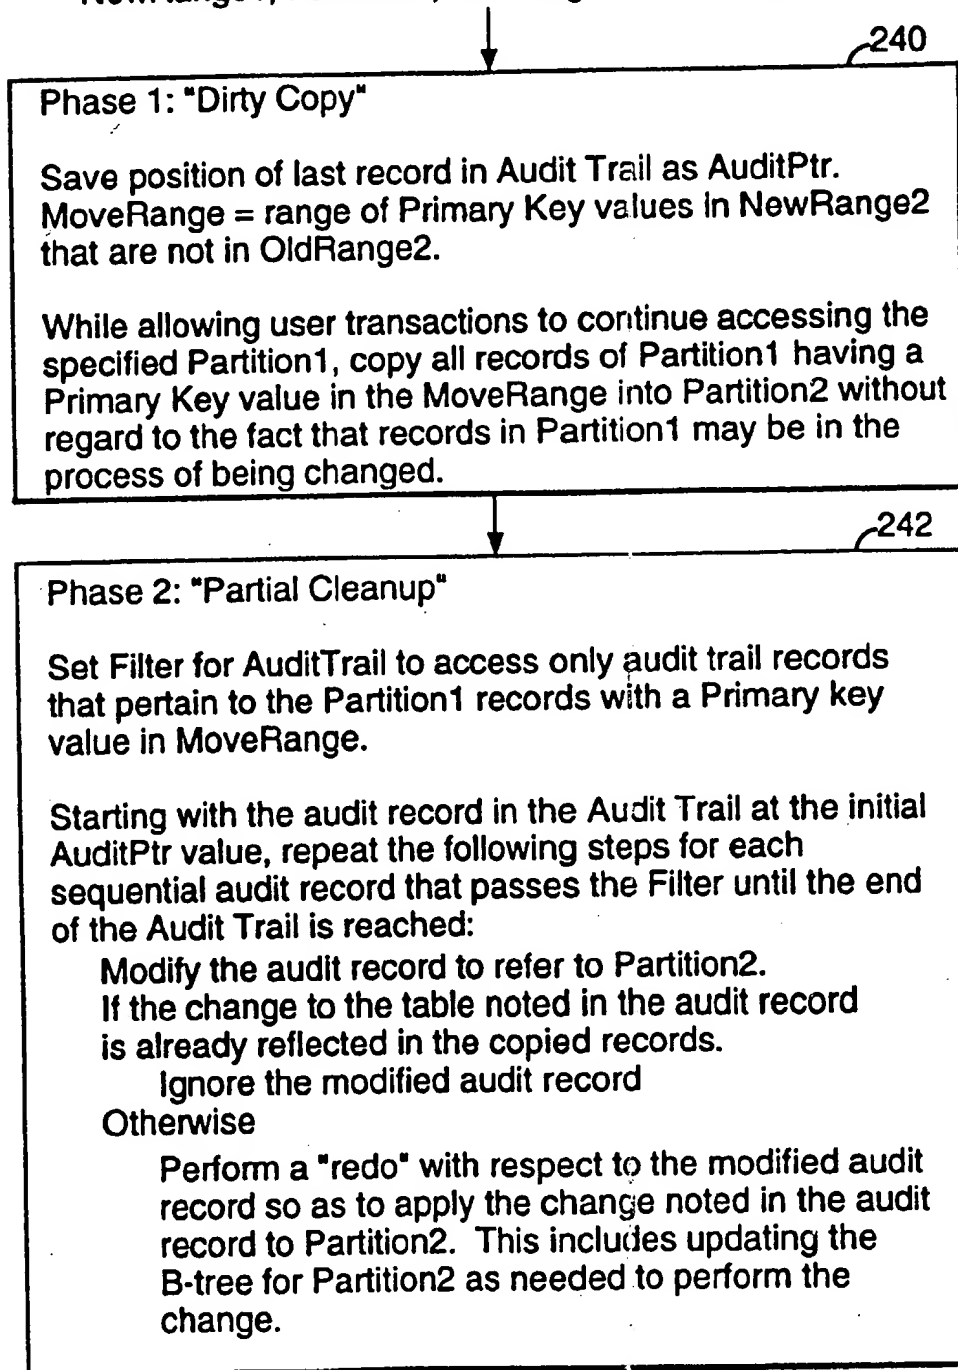 240
Phase 1: "Dirty Copy"
Save position of last record in Audit Trail as AuditPtr.
MoveRange = range of Primary Key values in NewRange2
that are not in OldRange2.
While allowing user transactions to continue accessing the
specified Partition1, copy all records of Partition1 having a
Primary Key value in the MoveRange into Partition2 without
regard to the fact that records in Partition1 may be in the
process of being changed.
242
Phase 2: "Partial Cleanup"
Set Filter for AuditTrail to access only audit trail records
that pertain to the Partition1 records with a Primary key
value in MoveRange.
Starting with the audit record in the Audit Trail at the initial
AuditPtr value, repeat the following steps for each
sequential audit record that passes the Filter until the end
of the Audit Trail is reached:
Modify the audit record to refer to Partition2.
If the change to the table noted in the audit record
is already reflected in the copied records.
Ignore the modified audit record
Otherwise
Perform a "redo" with respect to the modified audit
record so as to apply the change noted in the audit
record to Partition2. This includes updating the
B-tree for Partition2 as needed to perform the
change.